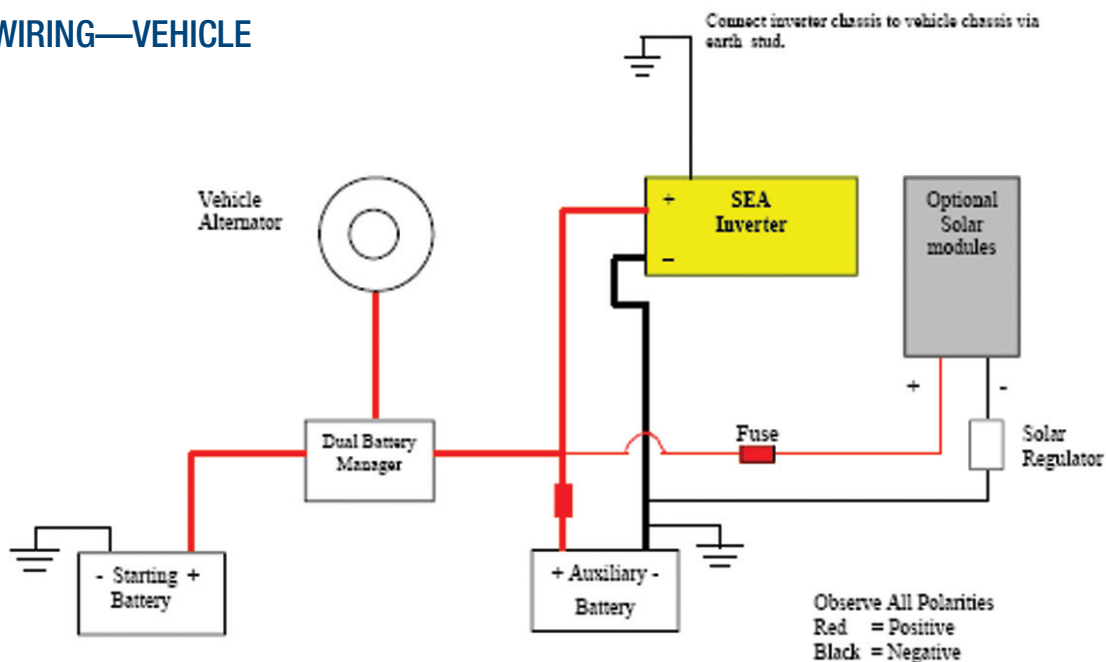 WIRING—VEHICLE
Connect inverter chassis to vehicle chassis via
earth stud.
Vehicle
Alternator
+
SEA
Inverter
–
Optional
Solar
modules
+ -
Dual Battery
Manager
Fuse
Solar
Regulator
- Starting +
Battery
+ Auxiliary -
Battery
Observe All Polarities
Red = Positive
Black = Negative